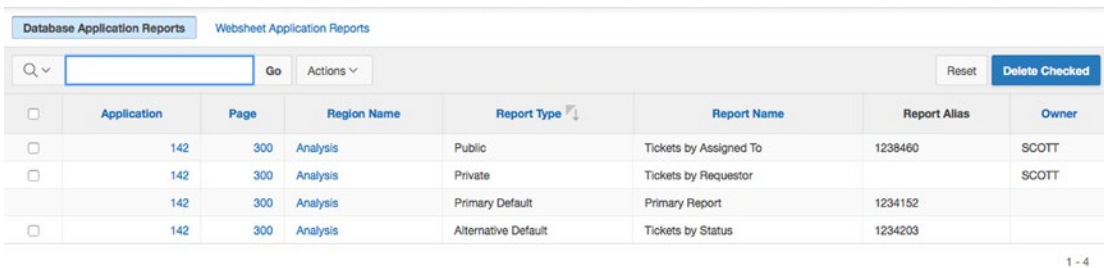 Database Application Reports Websheet Application Reports
Go Actions Reset Delete Checked
Application Page Region Name Report Type Report Name Report Alias Owner
142 300 Analysis Public Tickets by Assigned To 1238460 SCOTT
142 300 Analysis Private Tickets by Requestor SCOTT
142 300 Analysis Primary Default Primary Report 1234152
142 300 Analysis Alternative Default Tickets by Status 1234203
1 - 4